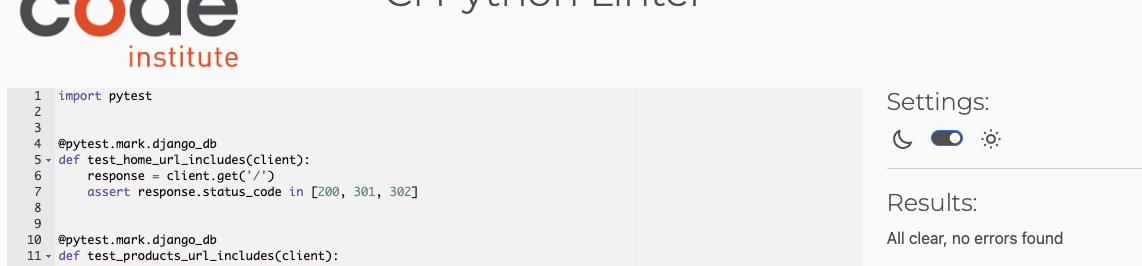 CI Python Linter
code
institute
1 import pytest
2
3
4 @pytest.mark.django_db
5 def test_home_url_includes(client):
6 response = client.get('/')
7 assert response.status_code in [200, 301, 302]
8
9
10 @pytest.mark.django_db
11 def test_products_url_includes(client):
Settings:
Results:
All clear, no errors found